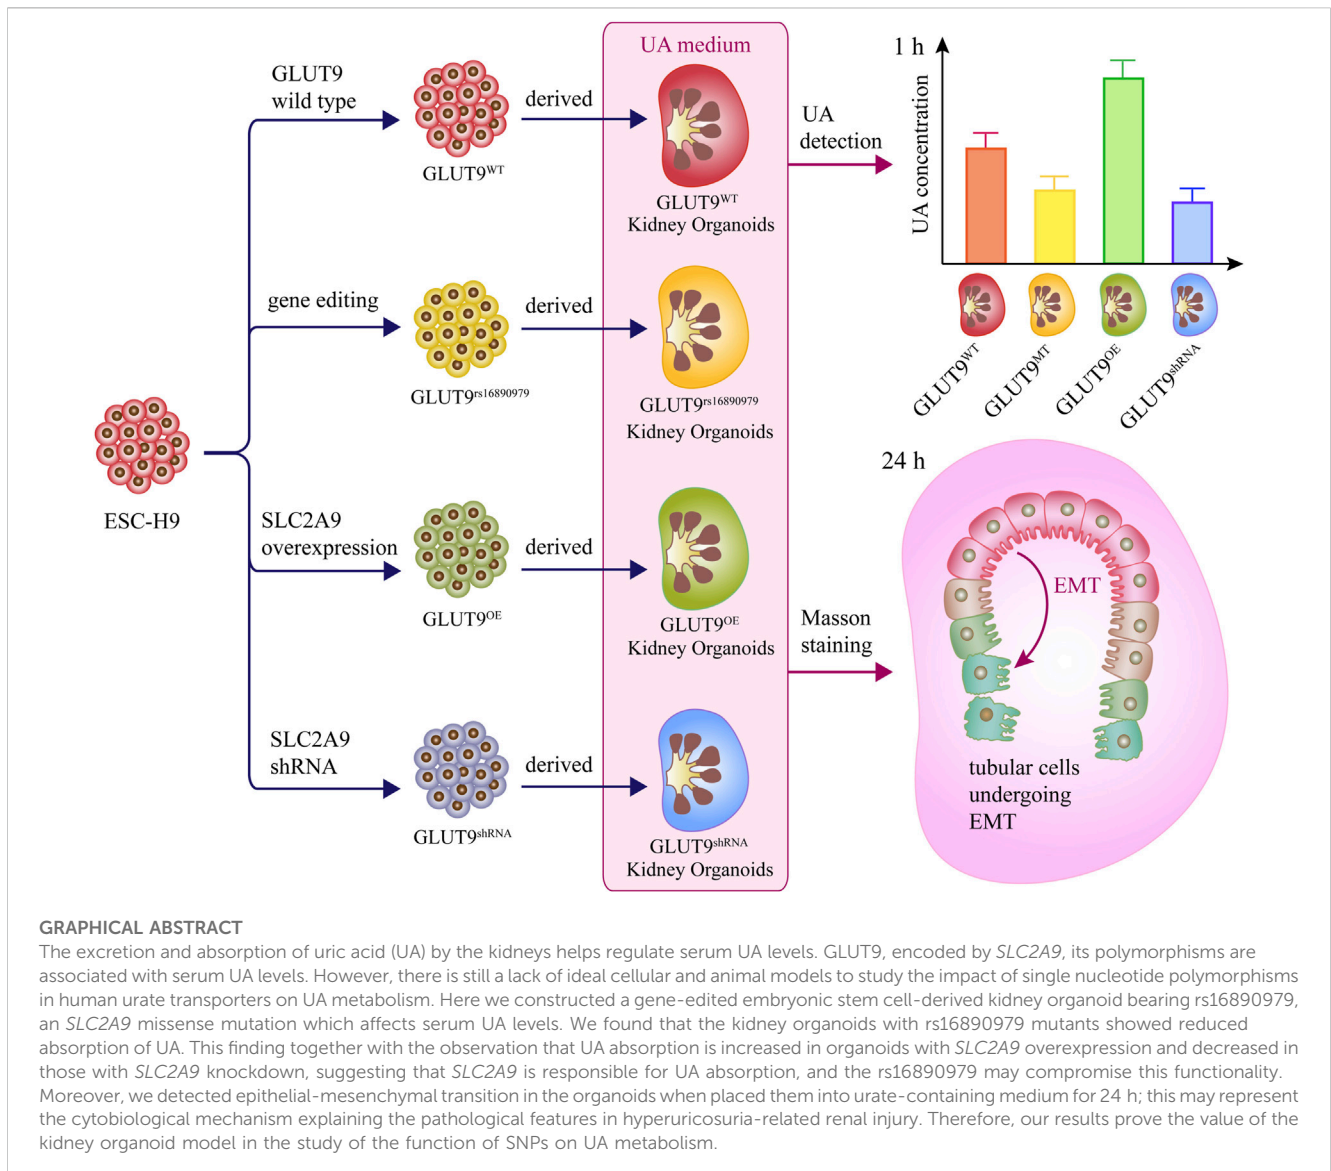 UA medium
GLUT9
wild type
GLUT9WT
derived
GLUT9WT
Kidney Organoids
gene editing
GLUT9rs16890979
derived
GLUT9rs16890979
Kidney Organoids
ESC-H9
SLC2A9
overexpression
GLUT9OE
derived
GLUT9OE
Kidney Organoids
SLC2A9
shRNA
GLUT9shRNA
derived
GLUT9shRNA
Kidney Organoids
UA
detection
1 h
UA concentration
GLUT9WT
GLUT9MT
GLUT9OE
GLUT9shRNA
Masson
staining
24 h
EMT
tubular cells
undergoing
EMT
GRAPHICAL ABSTRACT
The excretion and absorption of uric acid (UA) by the kidneys helps regulate serum UA levels. GLUT9, encoded by SLC2A9, its polymorphisms are
associated with serum UA levels. However, there is still a lack of ideal cellular and animal models to study the impact of single nucleotide polymorphisms
in human urate transporters on UA metabolism. Here we constructed a gene-edited embryonic stem cell-derived kidney organoid bearing rs16890979,
an SLC2A9 missense mutation which affects serum UA levels. We found that the kidney organoids with rs16890979 mutants showed reduced
absorption of UA. This finding together with the observation that UA absorption is increased in organoids with SLC2A9 overexpression and decreased in
those with SLC2A9 knockdown, suggesting that SLC2A9 is responsible for UA absorption, and the rs16890979 may compromise this functionality.
Moreover, we detected epithelial-mesenchymal transition in the organoids when placed them into urate-containing medium for 24 h; this may represent
the cytobiological mechanism explaining the pathological features in hyperuricosuria-related renal injury. Therefore, our results prove the value of the
kidney organoid model in the study of the function of SNPs on UA metabolism.